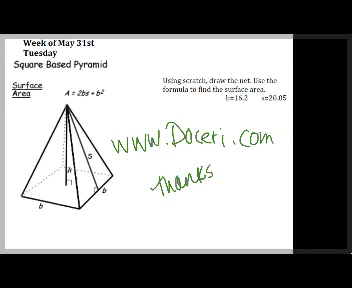 Week of May 31st
Tuesday
Square Based Pyramid
Surface
Area
A = 2bs + b²
Using scratch, draw the net. Use the
formula to find the surface area.
b=16.2 s=20.05
www.Doceri.com
thanks
s
h
b
b